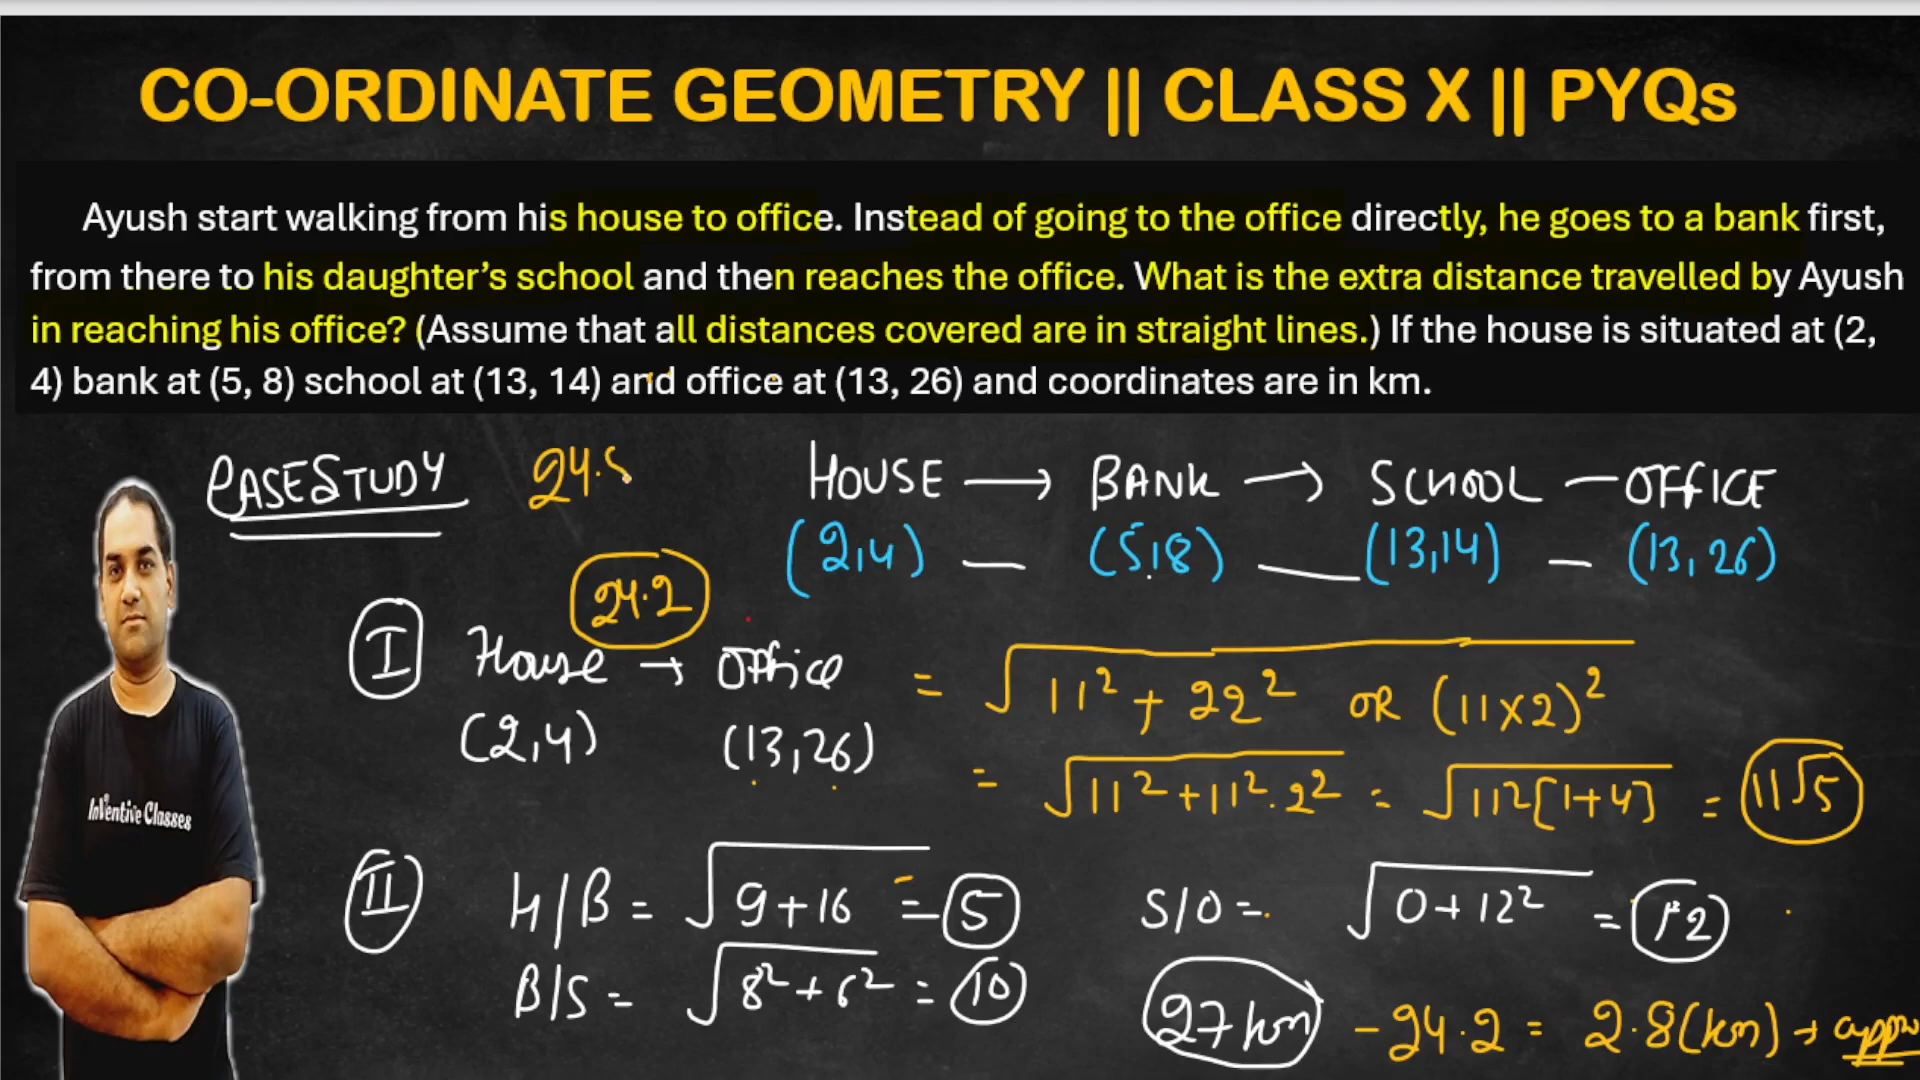 CO-ORDINATE GEOMETRY || CLASS X || PYQs
Ayush start walking from his house to office. Instead of going to the office directly, he goes to a bank first,
from there to his daughter’s school and then reaches the office. What is the extra distance travelled by Ayush
in reaching his office? (Assume that all distances covered are in straight lines.) If the house is situated at (2,
4) bank at (5, 8) school at (13, 14) and office at (13, 26) and coordinates are in km.
CASESTUDY
HOUSE → BANK → SCHOOL — OFFICE
(2,4) — (5,8) — (13,14) — (13,26)
24.2
I House → Office = √11² + 22² OR (11×2)²
(2,4) (13,26) = √11² + 11².2² = √11²[1+4] = 11√5
InVentive Classes
II H/B = √9+16 = 5 S/O = √0+12² = 12
B/S = √8²+6² = 10
27 km - 24.2 = 2.8(km) →